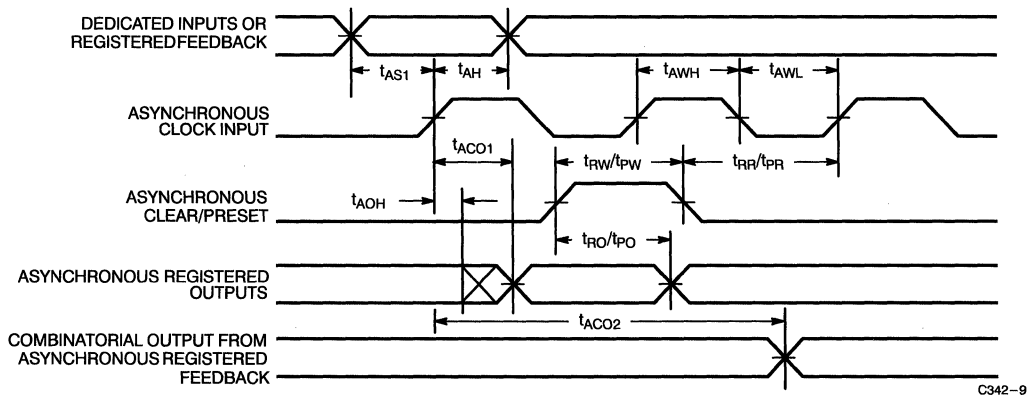 DEDICATED INPUTS OR
REGISTERED FEEDBACK
tAS1
tAH
tAWH
tAWL
ASYNCHRONOUS
CLOCK INPUT
tACO1
tRW/tPW
tRR/tPR
ASYNCHRONOUS
CLEAR/PRESET
tAOH
tRO/tPO
ASYNCHRONOUS REGISTERED
OUTPUTS
tACO2
COMBINATORIAL OUTPUT FROM
ASYNCHRONOUS REGISTERED
FEEDBACK
C342–9